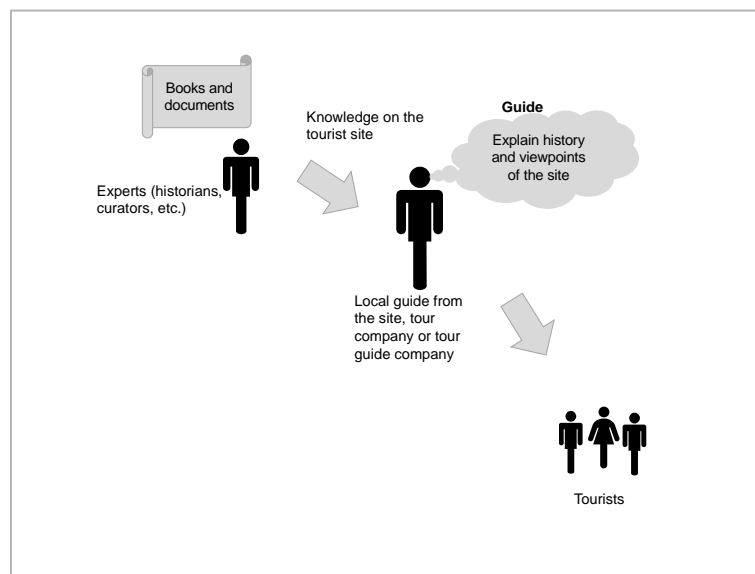 Books and
documents
Knowledge on the
tourist site
Guide
Explain history
and viewpoints
of the site
Experts (historians,
curators, etc.)
Local guide from
the site, tour
company or tour
guide company
Tourists